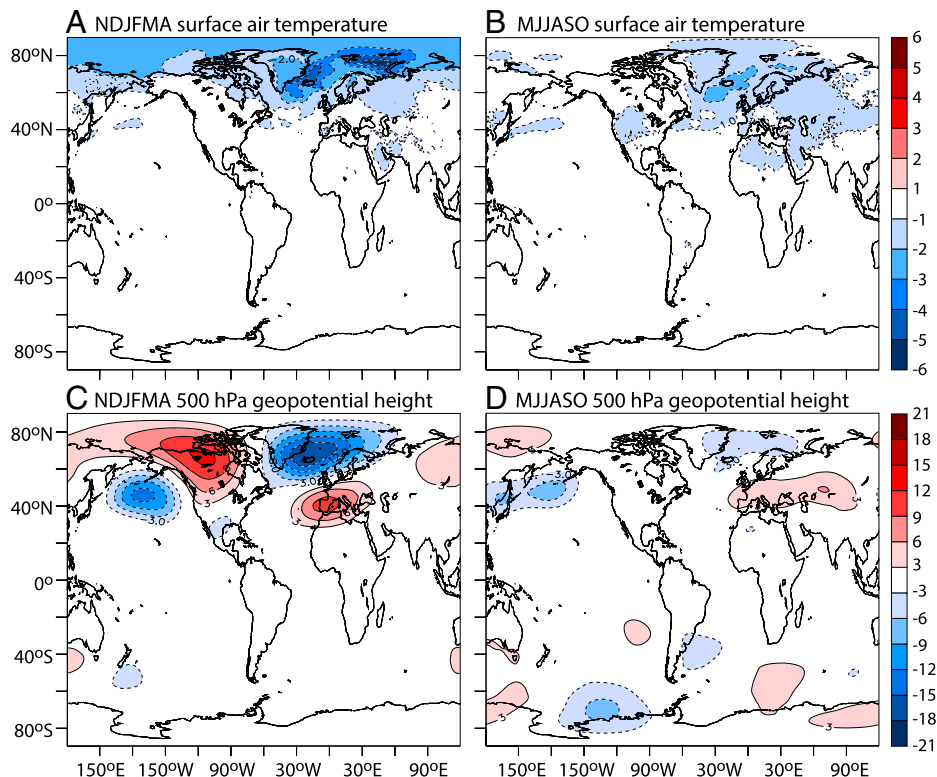 A NDJFMA surface air temperature
B MJJASO surface air temperature
80ºN
40ºN
0º
40ºS
80ºS
2.0
6
5
4
3
2
1
-1
-2
-3
-4
-5
-6
C NDJFMA 500 hPa geopotential height
D MJJASO 500 hPa geopotential height
80ºN
40ºN
0º
40ºS
80ºS
6
3
3.0
3.0
3
3
-3.0
3
3
3
21
18
15
12
9
6
3
-3
-6
-9
-12
-15
-18
-21
150ºE
150ºW
90ºW
30ºW
30ºE
90ºE
150ºE
150ºW
90ºW
30ºW
30ºE
90ºE